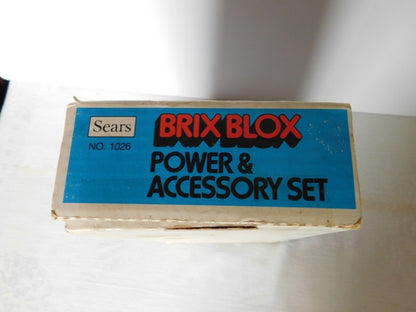 Sears
NO. 1026
BRIX BLOX
POWER &
ACCESSORY SET